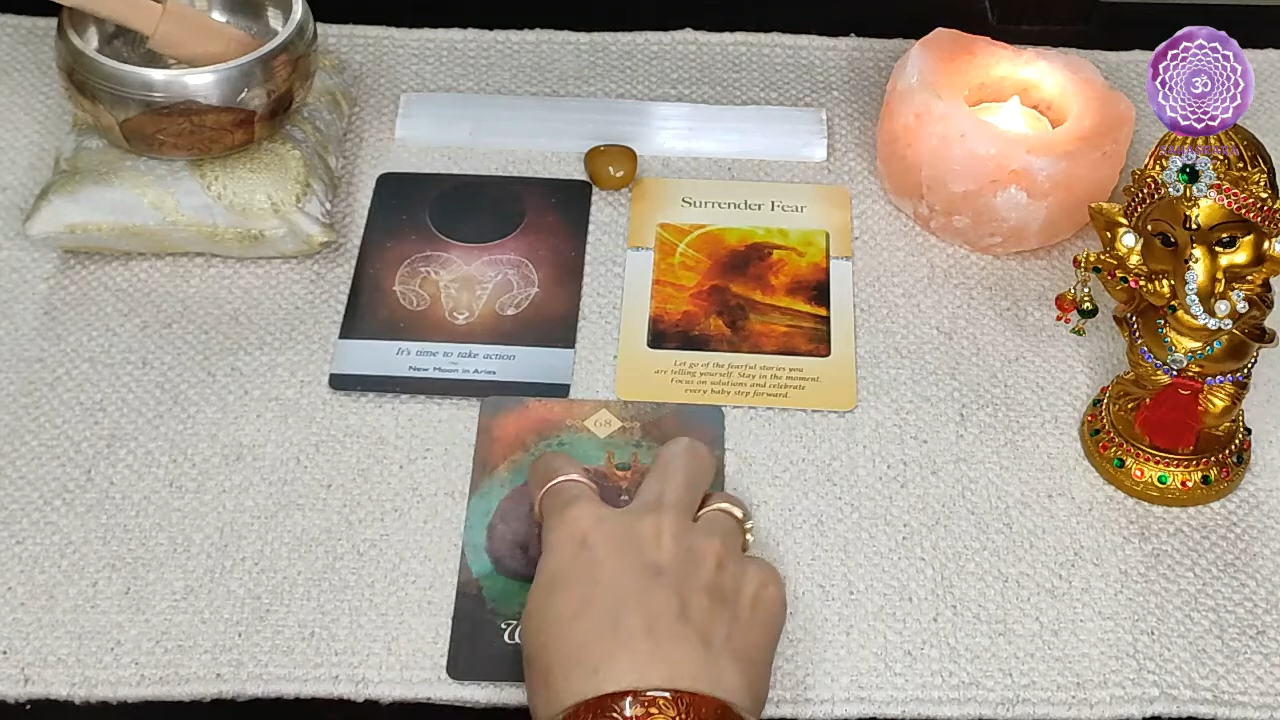 ॐ
SAHASRARA
Surrender Fear
It's time to take action
New Moon in Aries
Let go of the fearful stories you
are telling yourself. Stay in the moment.
Focus on solutions and celebrate
every baby step forward.
68